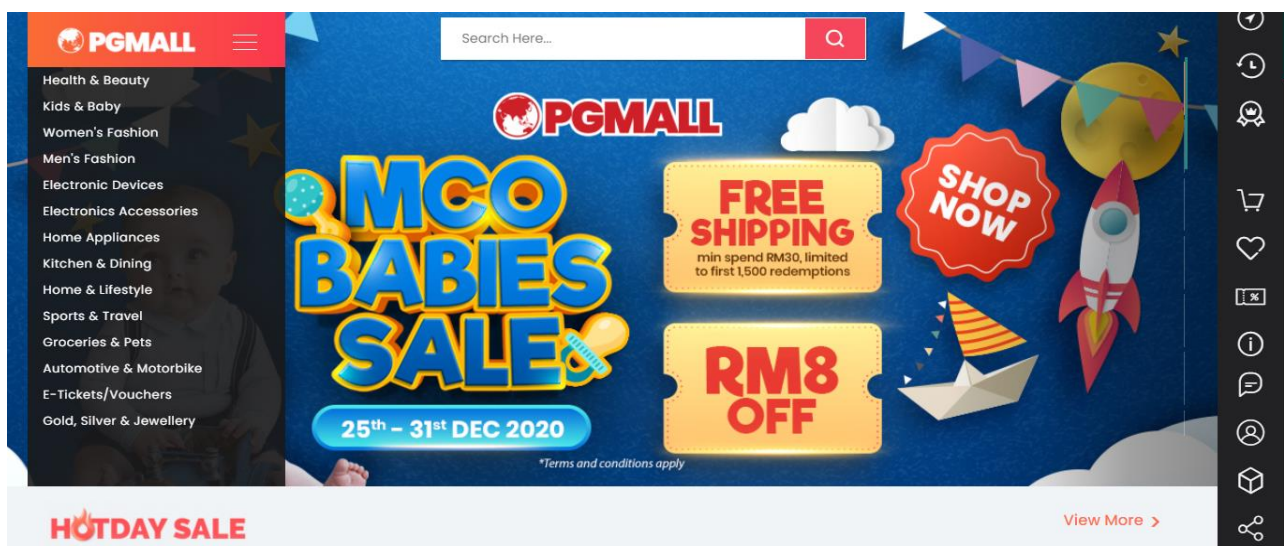 PGMALL
Search Here...
Health & Beauty
Kids & Baby
Women's Fashion
Men's Fashion
Electronic Devices
Electronics Accessories
Home Appliances
Kitchen & Dining
Home & Lifestyle
Sports & Travel
Groceries & Pets
Automotive & Motorbike
E-Tickets/Vouchers
Gold, Silver & Jewellery
PGMALL
MCO
BABIES
SALE
25th - 31st DEC 2020
FREE
SHIPPING
min spend RM30, limited
to first 1,500 redemptions
RM8
OFF
SHOP
NOW
*Terms and conditions apply
HOTDAY SALE
View More >
%